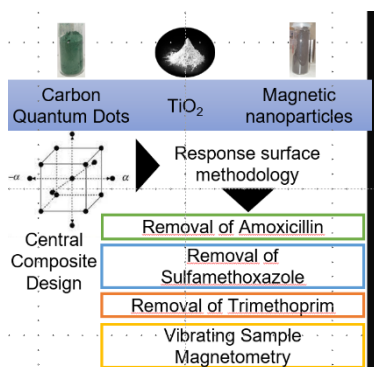 Carbon
Quantum Dots
TiO₂
Magnetic
nanoparticles
−α
α
Central
Composite
Design
Response surface
methodology
Removal of Amoxicillin
Removal of
Sulfamethoxazole
Removal of Trimethoprim
Vibrating Sample
Magnetometry